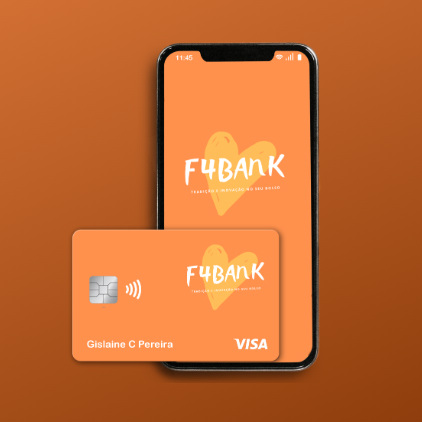 11:45
F4BANK
TRADIÇÃO E INOVAÇÃO NO SEU BOLSO
F4BANK
TRADIÇÃO E INOVAÇÃO NO SEU BOLSO
Gislaine C Pereira
VISA